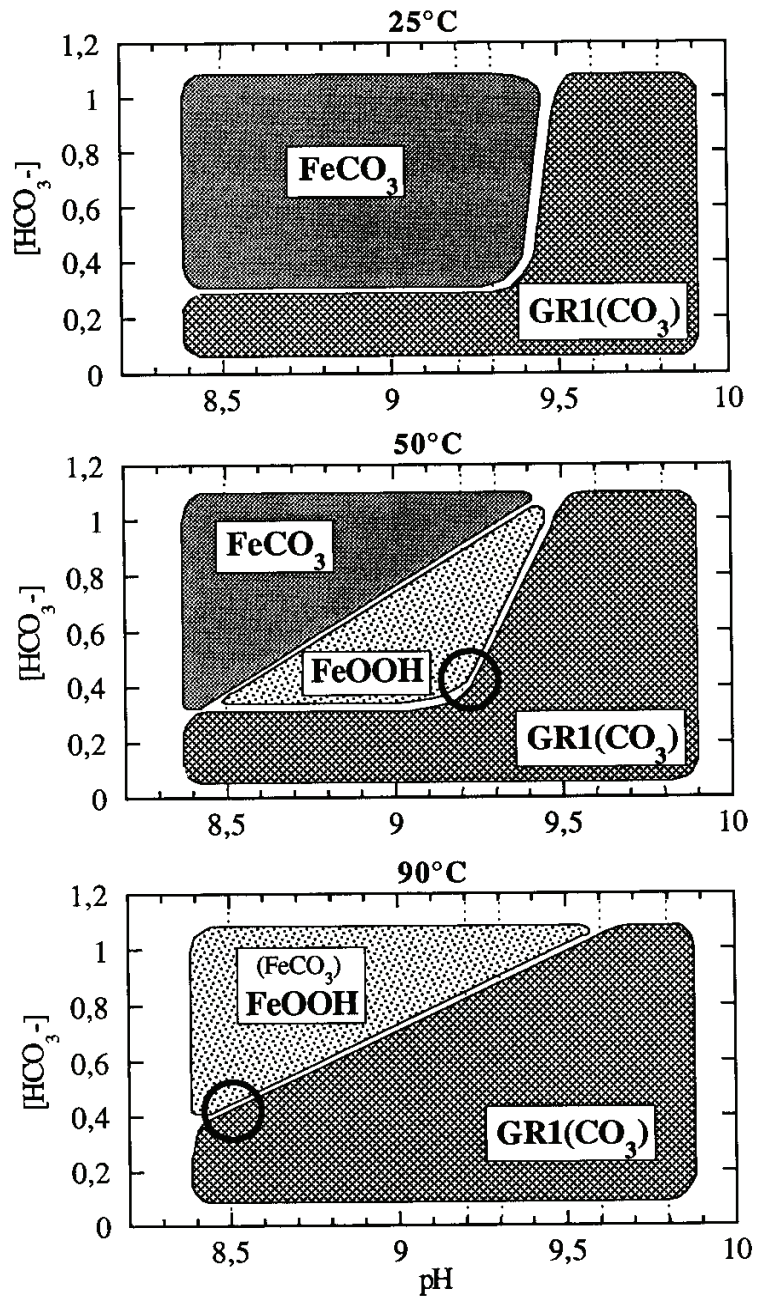 25°C
1,2
1
0,8
0,6
0,4
0,2
0
[HCO₃-]
FeCO₃
GR1(CO₃)
8,5 9 9,5 10
50°C
1,2
1
0,8
0,6
0,4
0,2
0
[HCO₃-]
FeCO₃
FeOOH
GR1(CO₃)
8,5 9 9,5 10
90°C
1,2
1
0,8
0,6
0,4
0,2
0
[HCO₃-]
(FeCO₃)
FeOOH
GR1(CO₃)
8,5 9 9,5 10
pH